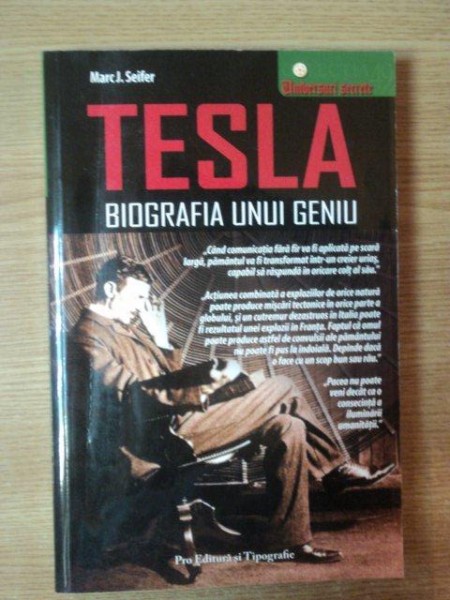 Marc J. Seifer
Universuri secrete
TESLA
BIOGRAFIA UNUI GENIU
„Când comunicația fără fir va fi aplicată pe scară
largă, pământul va fi transformat într-un creier uriaș,
capabil să răspundă în oricare colț al său.”
„Acțiunea combinată a exploziilor de orice natură
poate produce mișcări tectonice în orice parte a
globului, și un cutremur dezastruos în Italia poate
fi rezultatul unei explozii în Franța. Faptul că omul
poate produce astfel de convulsii ale pământului
nu poate fi pus la îndoială. Depinde dacă
o face cu un scop bun sau rău.”
„Pacea nu poate
veni decât ca o
consecință a
iluminării
umanității.”
Pro Editură și Tipografie